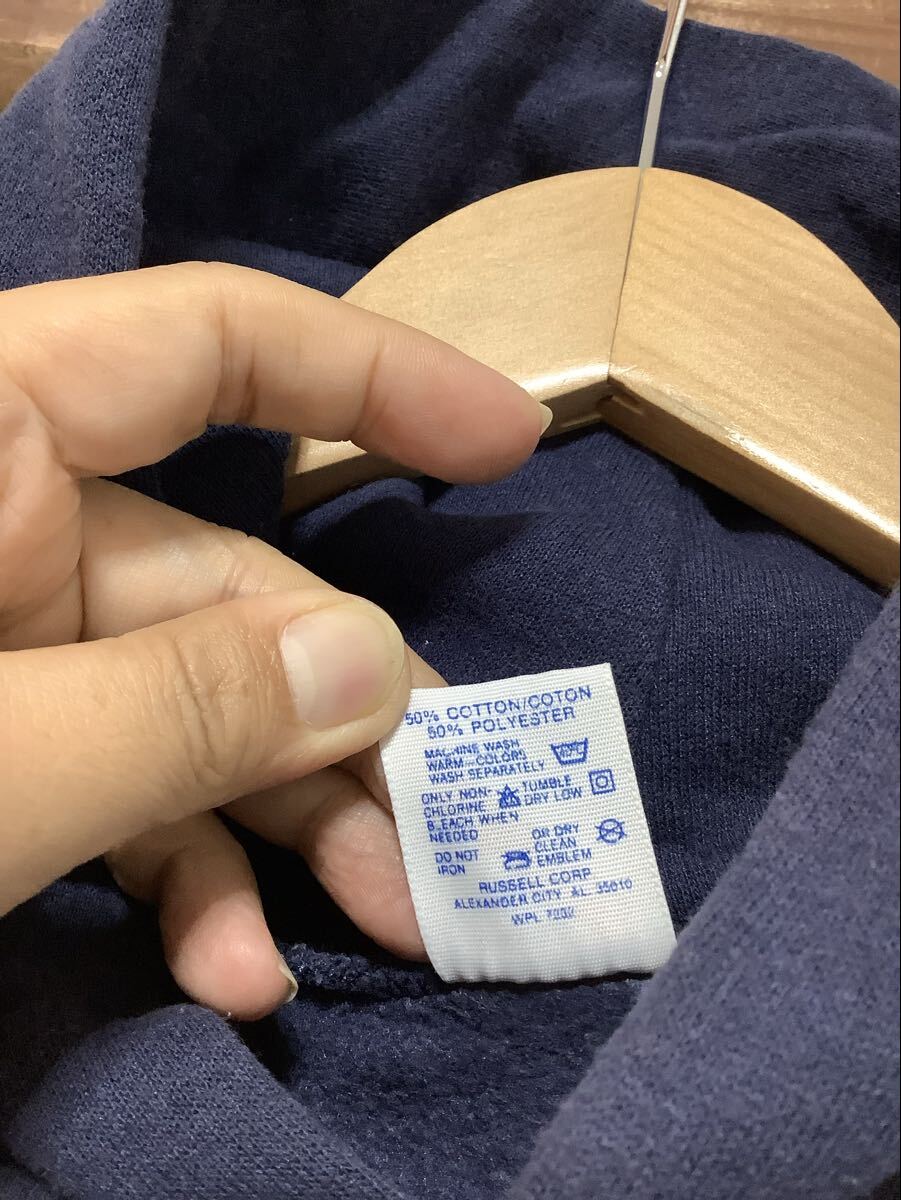 50% COTTON/COTON
50% POLYESTER
MACHINE WASH
WARM-COLORS
WASH SEPARATELY
ONLY NON-
CHLORINE
BLEACH WHEN
NEEDED
TUMBLE
DRY LOW
DO NOT
IRON
OR DRY
CLEAN
EMBLEM
RUSSELL CORP
ALEXANDER CITY AL 35010
WPL